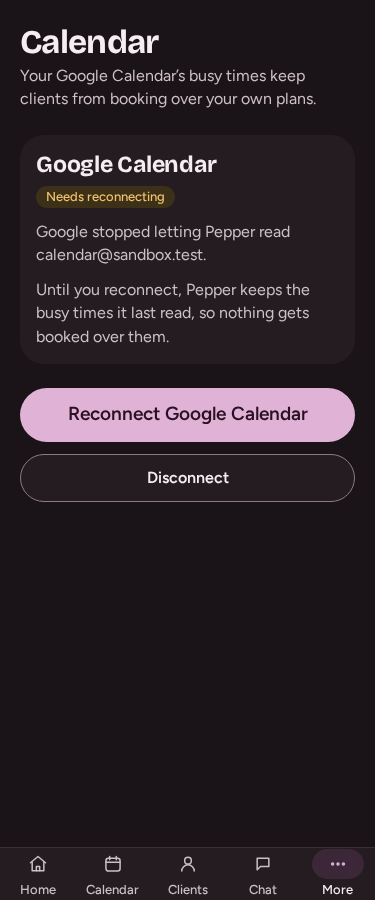 Calendar
Your Google Calendar’s busy times keep
clients from booking over your own plans.
Google Calendar
Needs reconnecting
Google stopped letting Pepper read
calendar@sandbox.test.
Until you reconnect, Pepper keeps the
busy times it last read, so nothing gets
booked over them.
Reconnect Google Calendar
Disconnect
Home
Calendar
Clients
Chat
More